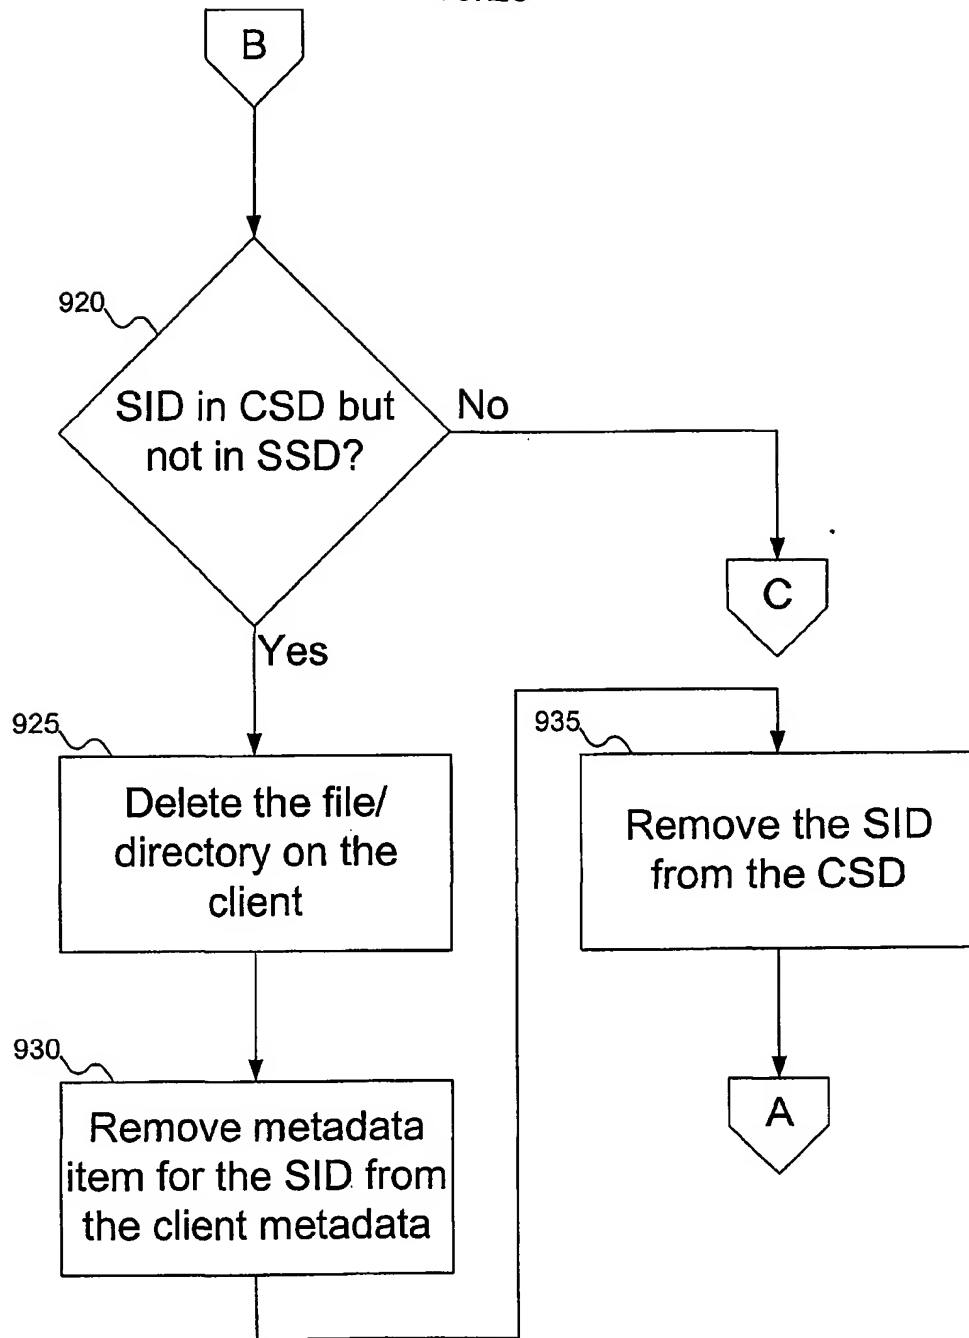 B
920
SID in CSD but
not in SSD?
No
C
Yes
925
Delete the file/
directory on the
client
935
Remove the SID
from the CSD
930
Remove metadata
item for the SID from
the client metadata
A